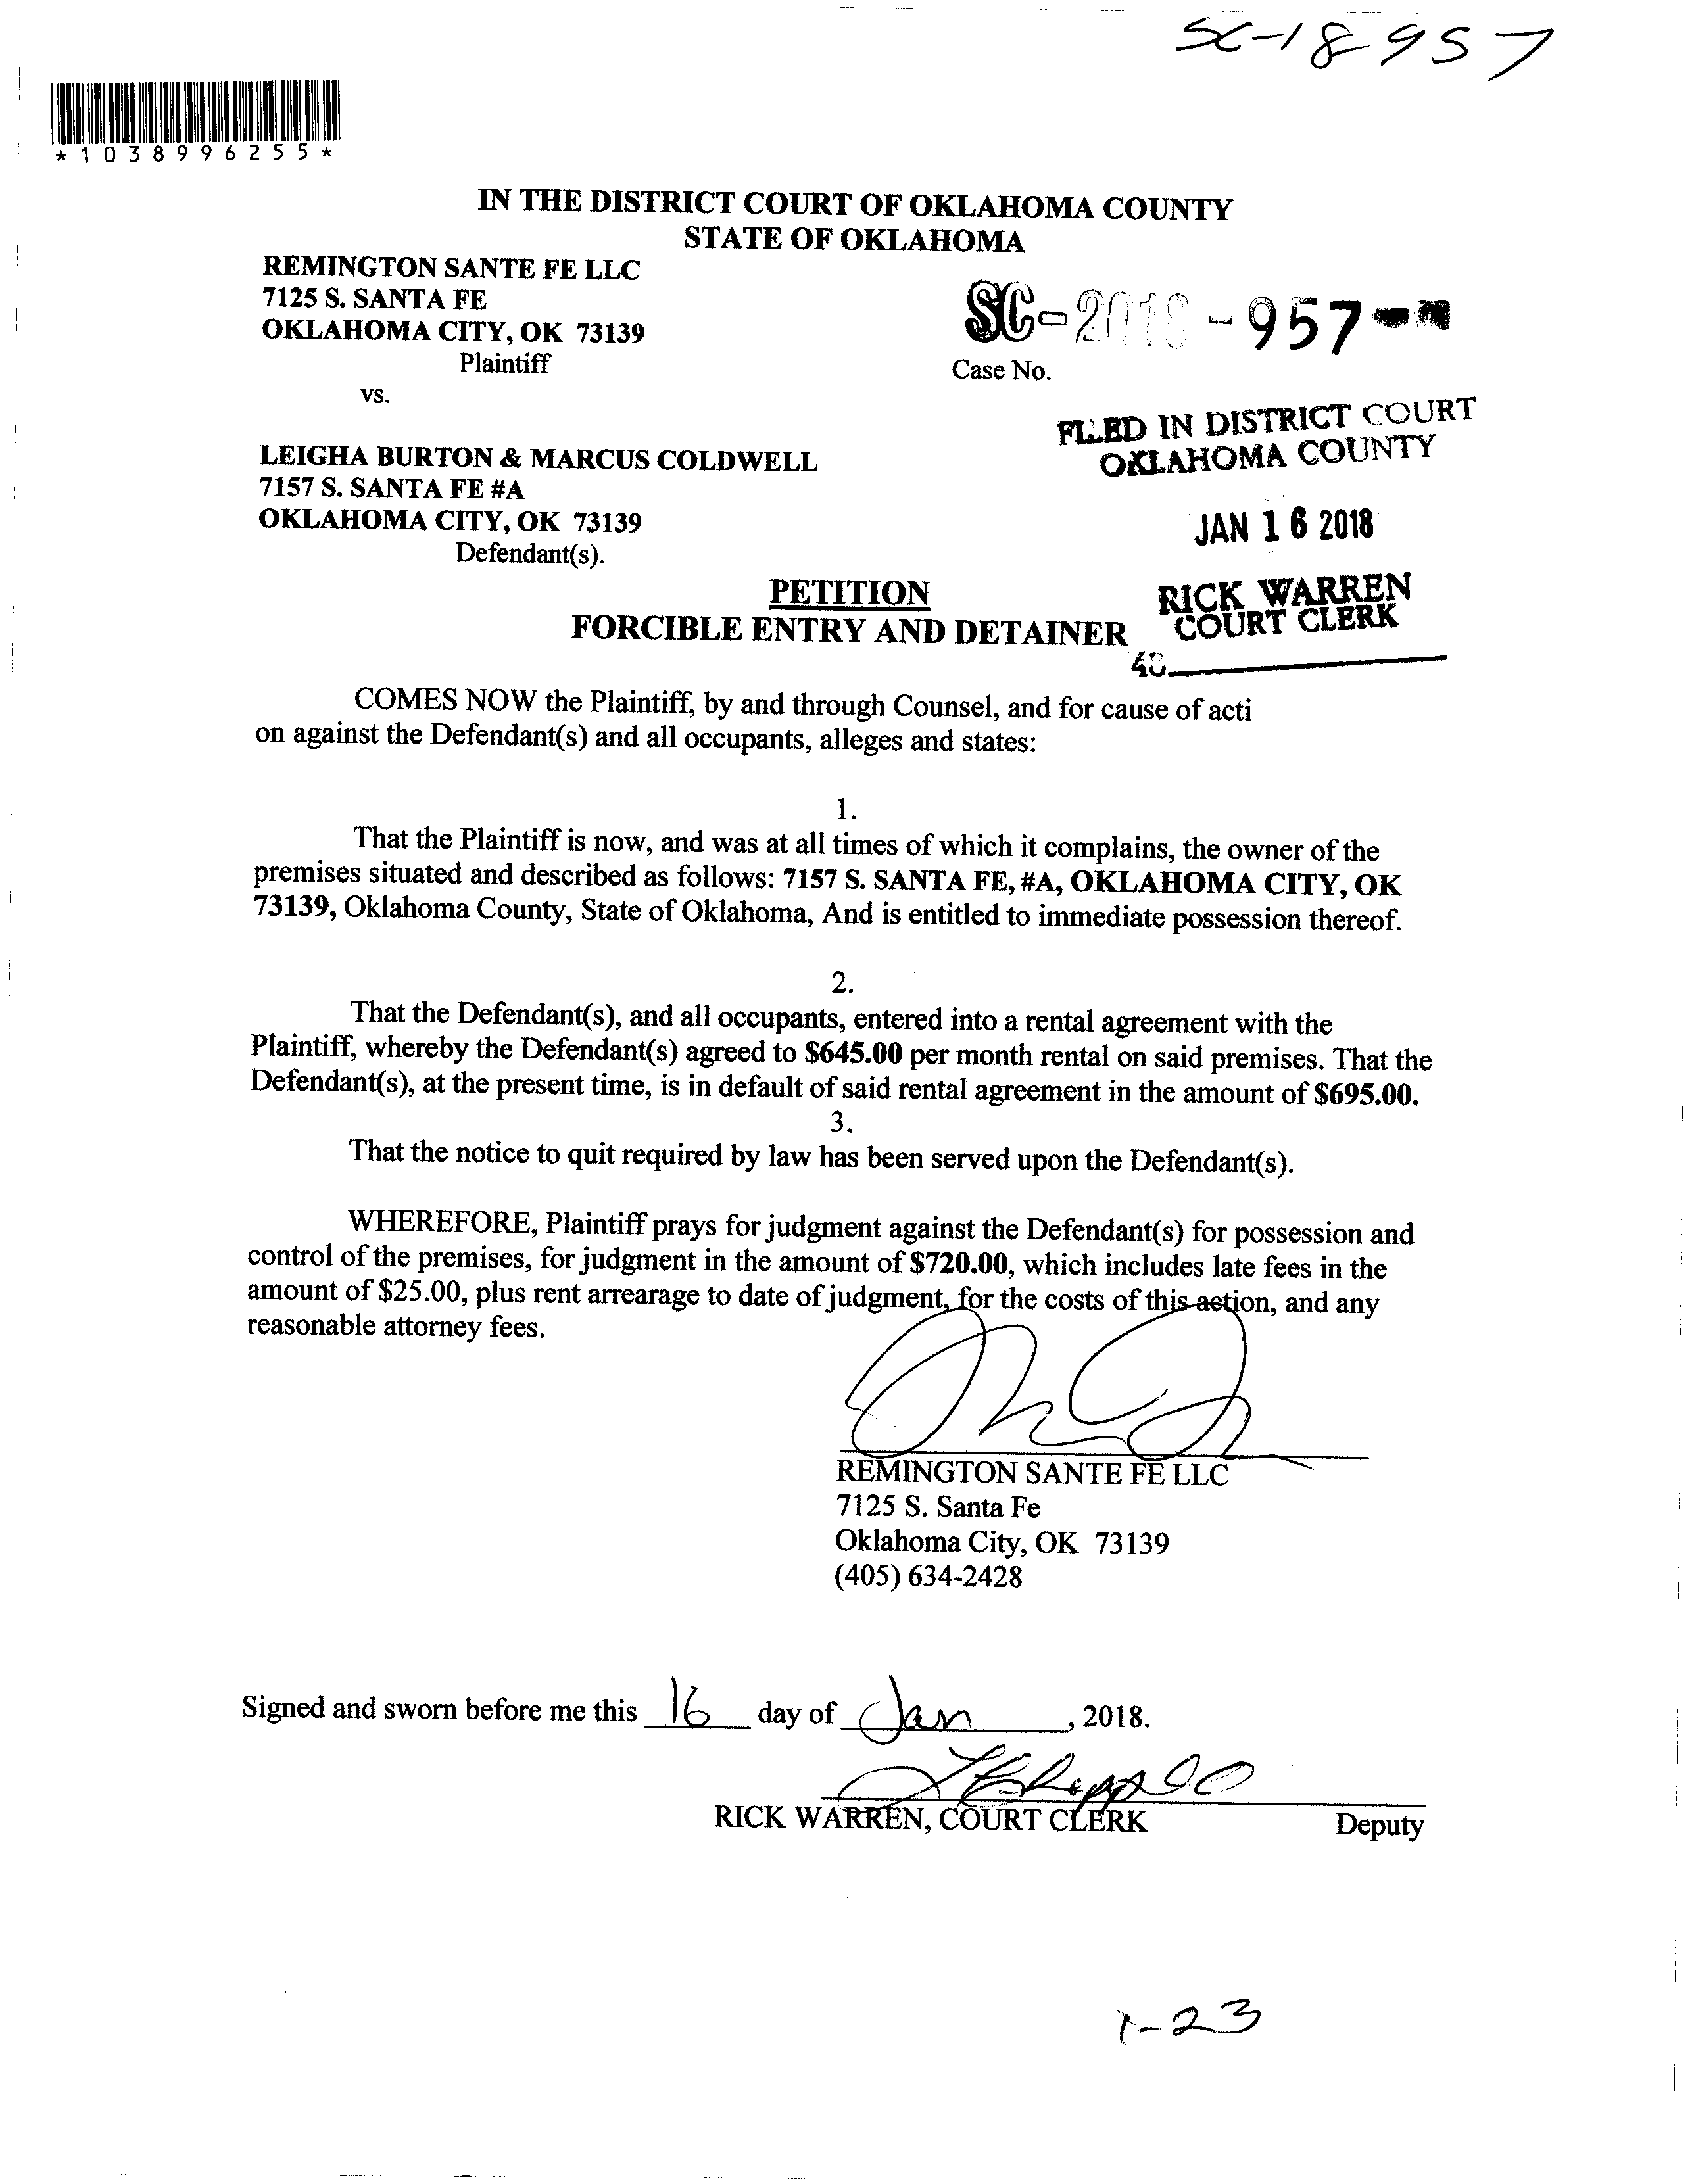 SC-18-957
*1038996255*
IN THE DISTRICT COURT OF OKLAHOMA COUNTY
STATE OF OKLAHOMA
REMINGTON SANTE FE LLC
7125 S. SANTA FE
OKLAHOMA CITY, OK 73139
Plaintiff
vs.
SC-2018-957
Case No.
FILED IN DISTRICT COURT
OKLAHOMA COUNTY
LEIGHA BURTON & MARCUS COLDWELL
7157 S. SANTA FE #A
OKLAHOMA CITY, OK 73139
Defendant(s).
JAN 16 2018
PETITION
FORCIBLE ENTRY AND DETAINER
RICK WARREN
COURT CLERK
COMES NOW the Plaintiff, by and through Counsel, and for cause of acti
on against the Defendant(s) and all occupants, alleges and states:
1.
That the Plaintiff is now, and was at all times of which it complains, the owner of the
premises situated and described as follows: 7157 S. SANTA FE, #A, OKLAHOMA CITY, OK
73139, Oklahoma County, State of Oklahoma, And is entitled to immediate possession thereof.
2.
That the Defendant(s), and all occupants, entered into a rental agreement with the
Plaintiff, whereby the Defendant(s) agreed to $645.00 per month rental on said premises. That the
Defendant(s), at the present time, is in default of said rental agreement in the amount of $695.00.
3.
That the notice to quit required by law has been served upon the Defendant(s).
WHEREFORE, Plaintiff prays for judgment against the Defendant(s) for possession and
control of the premises, for judgment in the amount of $720.00, which includes late fees in the
amount of $25.00, plus rent arrearage to date of judgment, for the costs of this action, and any
reasonable attorney fees.
REMINGTON SANTE FE LLC
7125 S. Santa Fe
Oklahoma City, OK 73139
(405) 634-2428
Signed and sworn before me this 16 day of Jan, 2018.
RICK WARREN, COURT CLERK Deputy
1-23